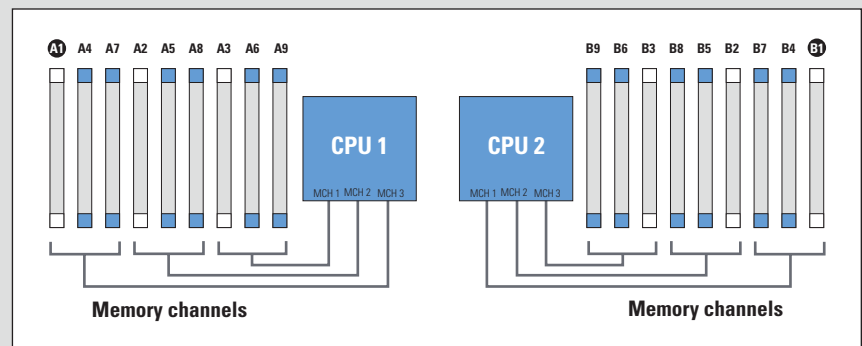 A1 A4 A7 A2 A5 A8 A3 A6 A9 B9 B6 B3 B8 B5 B2 B7 B4 B1
CPU 1 CPU 2
MCH 1 MCH 2 MCH 3 MCH 1 MCH 2 MCH 3
Memory channels Memory channels